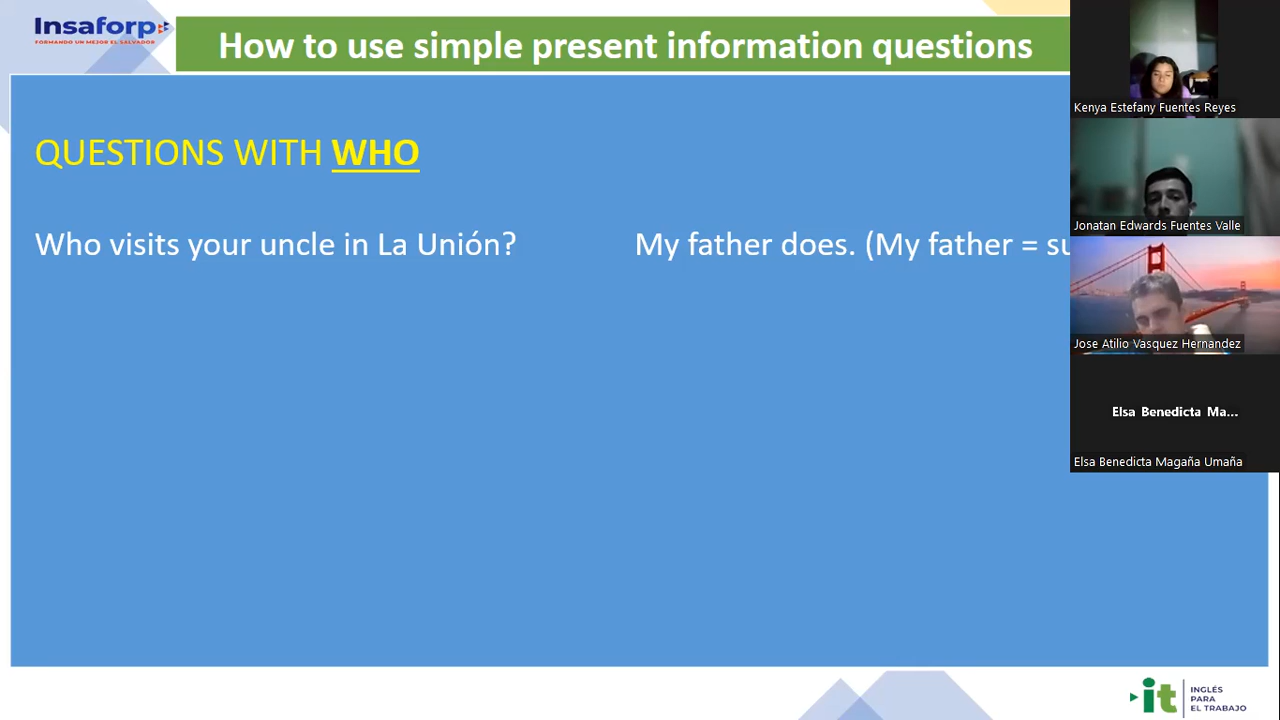 Insaforp
FORMANDO UN MEJOR EL SALVADOR
How to use simple present information questions
QUESTIONS WITH WHO
Who visits your uncle in La Unión?
My father does. (My father = su
Kenya Estefany Fuentes Reyes
Jonatan Edwards Fuentes Valle
Jose Atilio Vasquez Hernandez
Elsa Benedicta Ma...
Elsa Benedicta Magaña Umaña
it
INGLÉS
PARA
EL TRABAJO